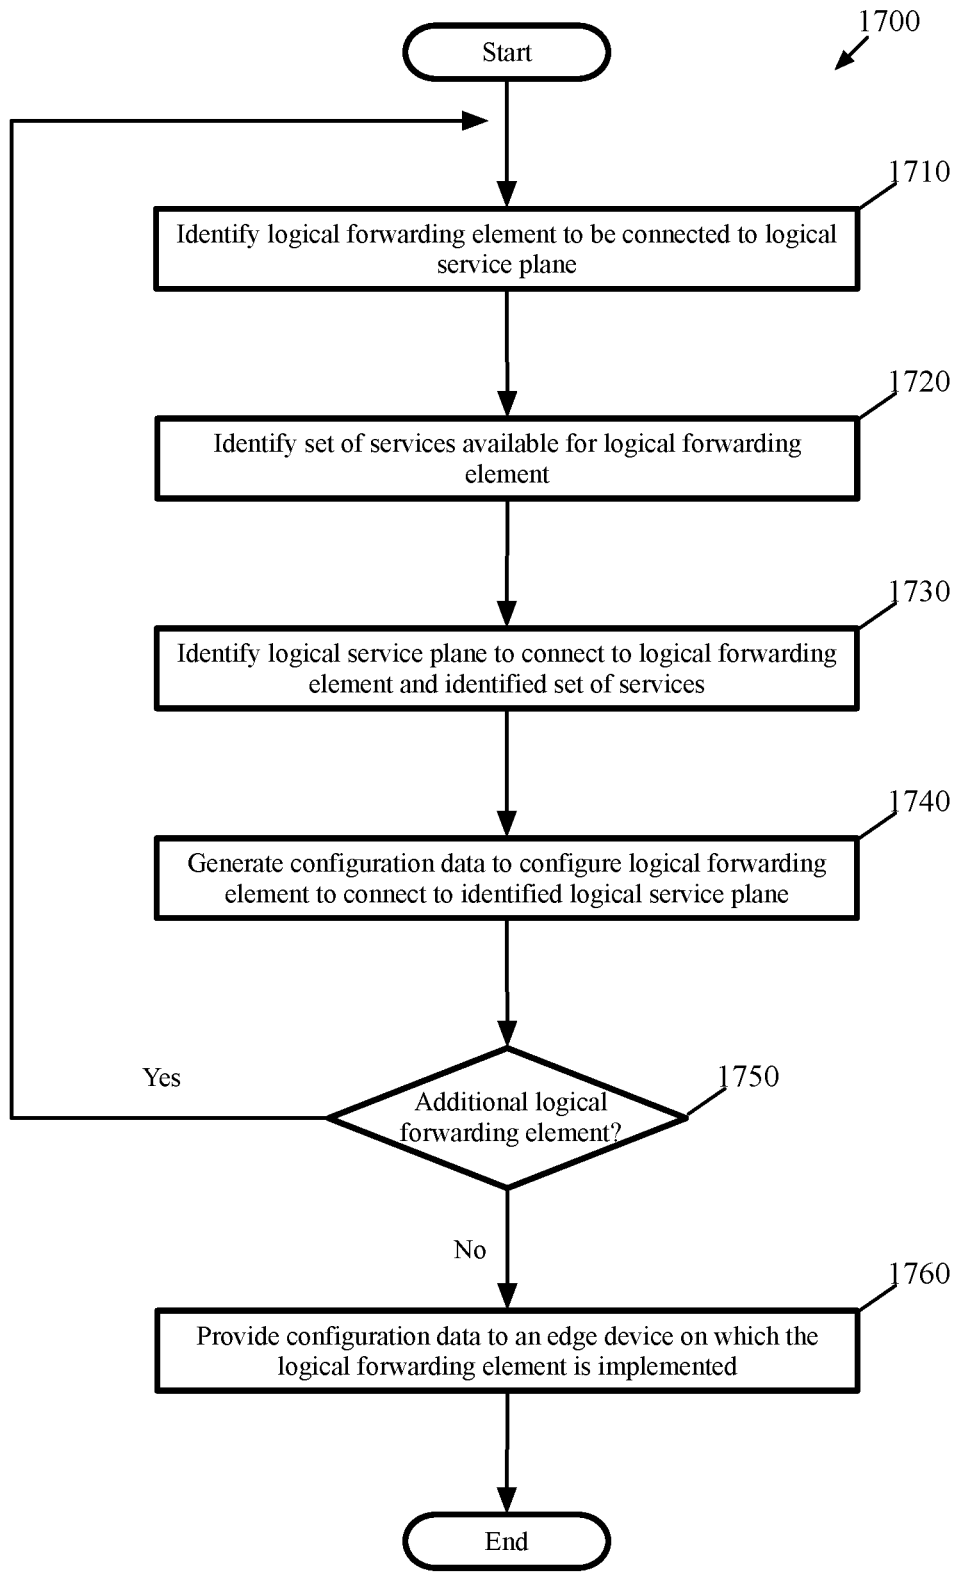 1700
Start
1710
Identify logical forwarding element to be connected to logical
service plane
1720
Identify set of services available for logical forwarding
element
1730
Identify logical service plane to connect to logical forwarding
element and identified set of services
1740
Generate configuration data to configure logical forwarding
element to connect to identified logical service plane
Yes
1750
Additional logical
forwarding element?
No
1760
Provide configuration data to an edge device on which the
logical forwarding element is implemented
End